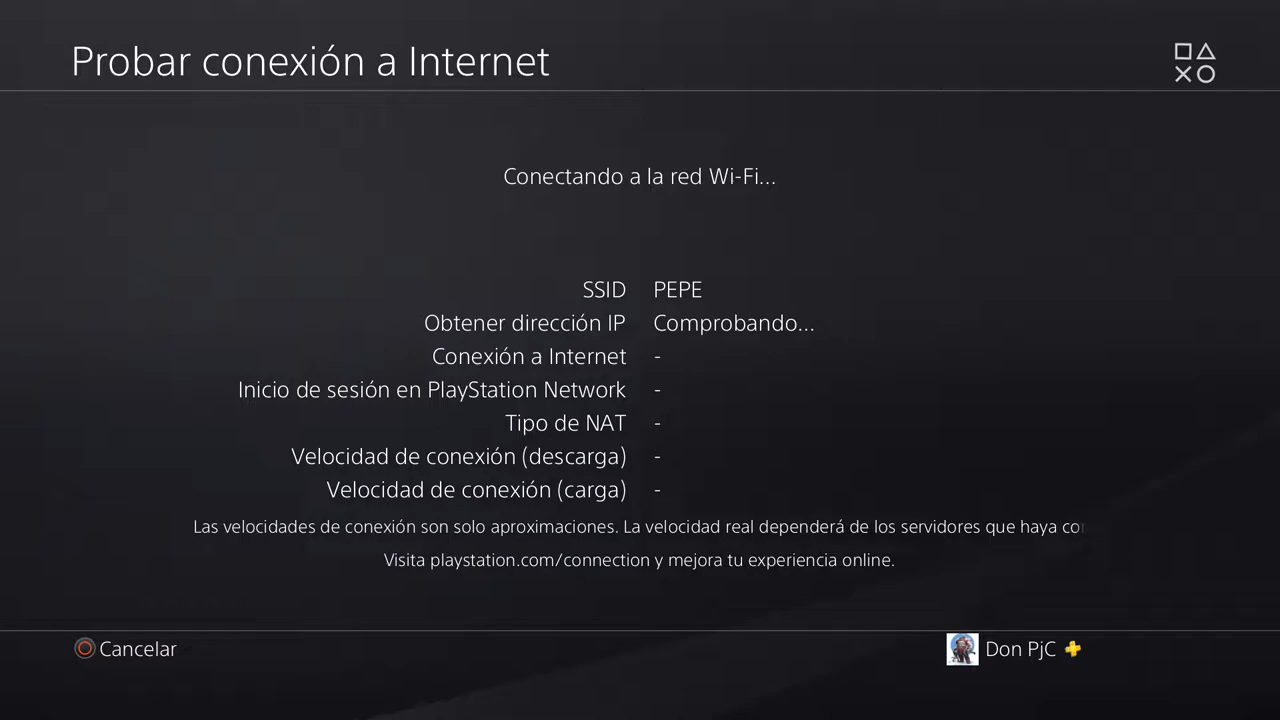 Probar conexión a Internet
Conectando a la red Wi-Fi...
SSID PEPE
Obtener dirección IP Comprobando...
Conexión a Internet -
Inicio de sesión en PlayStation Network -
Tipo de NAT -
Velocidad de conexión (descarga) -
Velocidad de conexión (carga) -
Las velocidades de conexión son solo aproximaciones. La velocidad real dependerá de los servidores que haya
Visita playstation.com/connection y mejora tu experiencia online.
Cancelar Don PjC